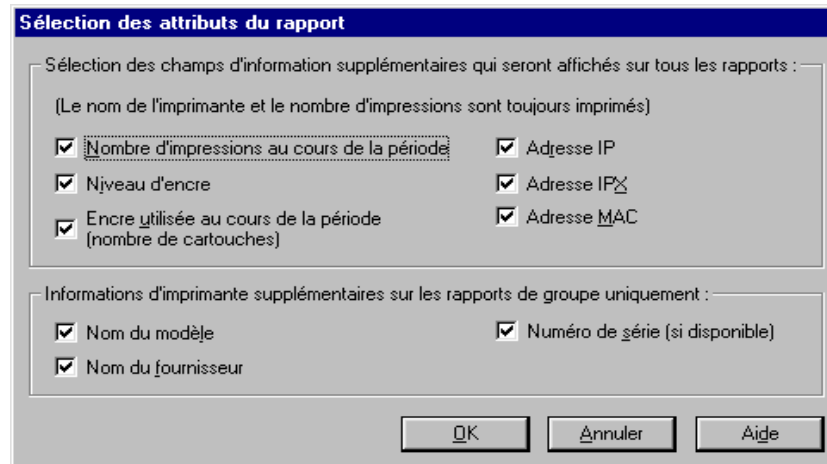 Sélection des attributs du rapport
Sélection des champs d'information supplémentaires qui seront affichés sur tous les rapports :
(Le nom de l'imprimante et le nombre d'impressions sont toujours imprimés)
Nombre d'impressions au cours de la période
Adresse IP
Niveau d'encre
Adresse IPX
Encre utilisée au cours de la période
(nombre de cartouches)
Adresse MAC
Informations d'imprimante supplémentaires sur les rapports de groupe uniquement :
Nom du modèle
Numéro de série (si disponible)
Nom du fournisseur
OK
Annuler
Aide